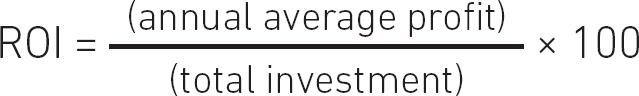 ROI = (annual average profit) / (total investment) × 100